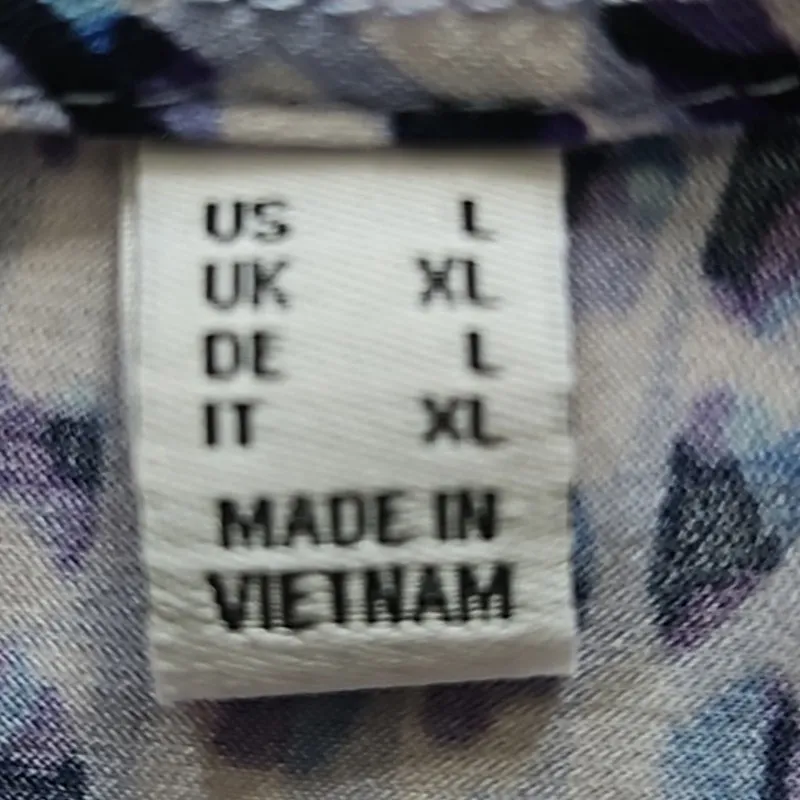 US L
UK XL
DE L
IT XL
MADE IN
VIETNAM